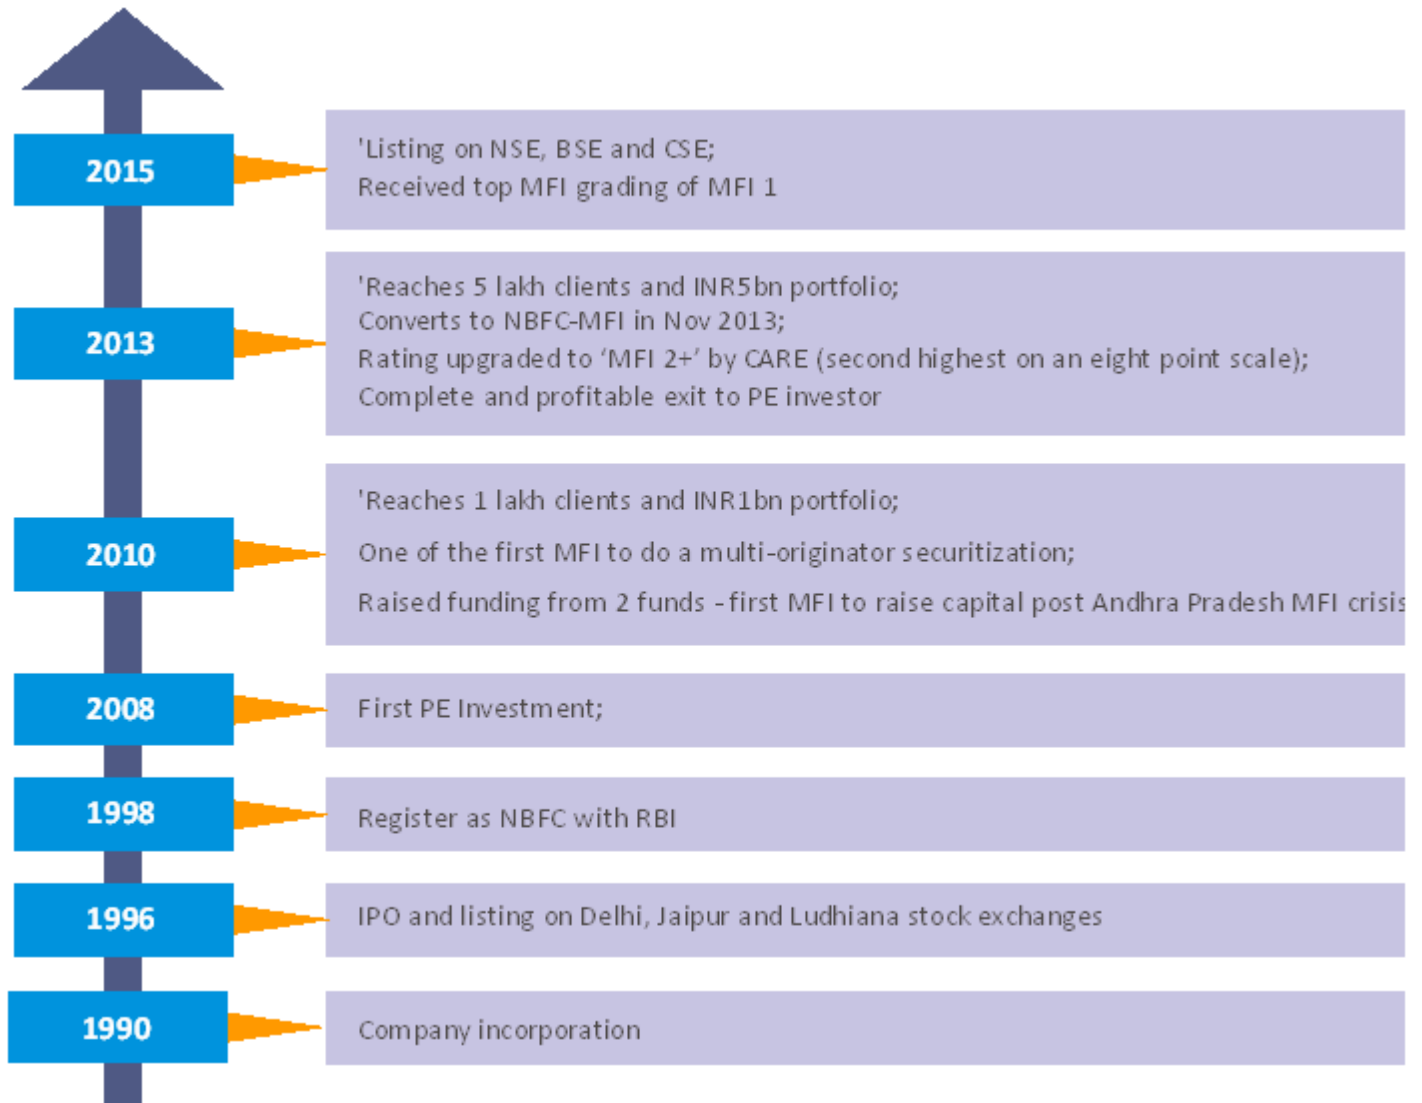 2015
'Listing on NSE, BSE and CSE;
Received top MFI grading of MFI 1
2013
'Reaches 5 lakh clients and INR5bn portfolio;
Converts to NBFC-MFI in Nov 2013;
Rating upgraded to ‘MFI 2+’ by CARE (second highest on an eight point scale);
Complete and profitable exit to PE investor
2010
'Reaches 1 lakh clients and INR1bn portfolio;
One of the first MFI to do a multi-originator securitization;
Raised funding from 2 funds - first MFI to raise capital post Andhra Pradesh MFI crisis
2008
First PE Investment;
1998
Register as NBFC with RBI
1996
IPO and listing on Delhi, Jaipur and Ludhiana stock exchanges
1990
Company incorporation